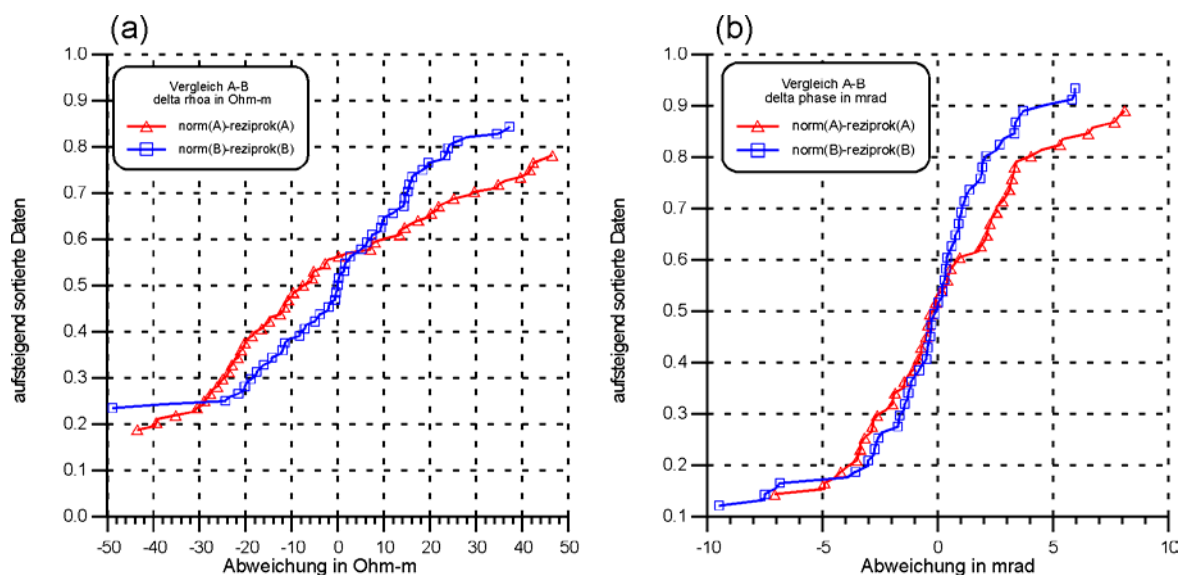 (a)
Vergleich A-B
delta rhoa in Ohm-m
norm(A)-reziprok(A)
norm(B)-reziprok(B)
aufsteigend sortierte Daten
1.0
0.9
0.8
0.7
0.6
0.5
0.4
0.3
0.2
0.1
0.0
-50 -40 -30 -20 -10 0 10 20 30 40 50
Abweichung in Ohm-m
(b)
Vergleich A-B
delta phase in mrad
norm(A)-reziprok(A)
norm(B)-reziprok(B)
aufsteigend sortierte Daten
1.0
0.9
0.8
0.7
0.6
0.5
0.4
0.3
0.2
0.1
-10 -5 0 5 10
Abweichung in mrad